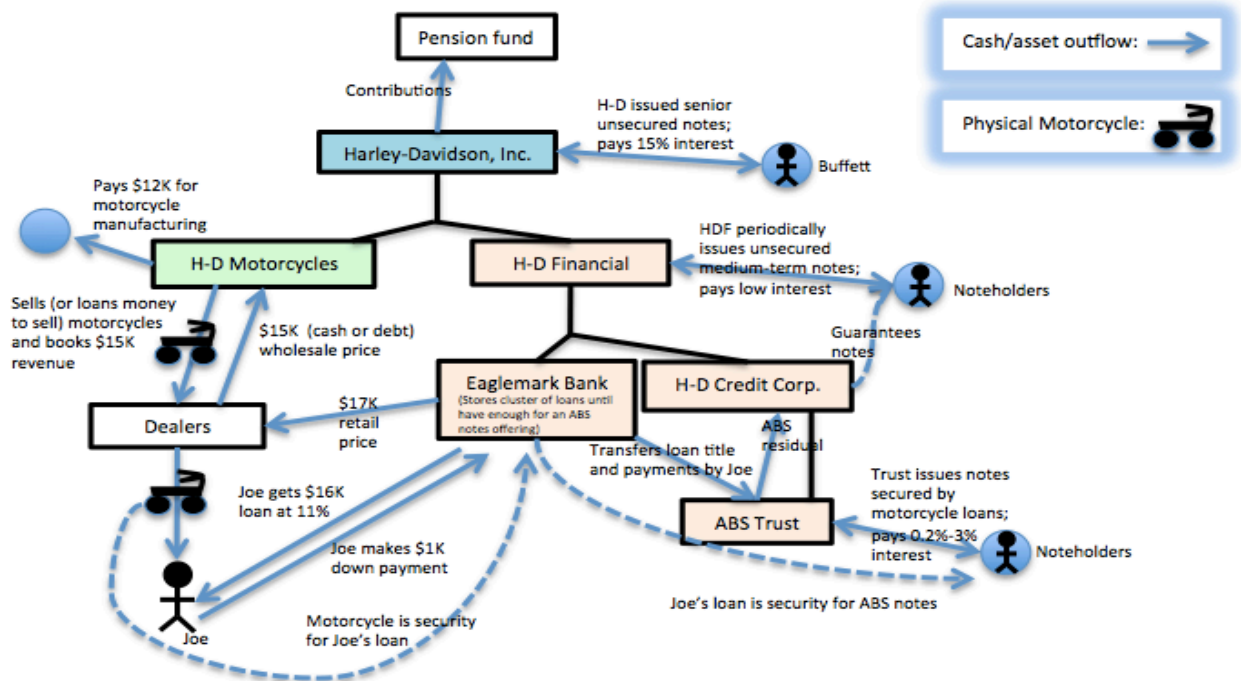 Pension fund
Cash/asset outflow:
Contributions
H-D issued senior
unsecured notes;
pays 15% interest
Physical Motorcycle:
Harley-Davidson, Inc.
Buffett
Pays $12K for
motorcycle
manufacturing
HDF periodically
issues unsecured
medium-term notes;
pays low interest
H-D Motorcycles
H-D Financial
Noteholders
Sells (or loans money
to sell) motorcycles
and books $15K
revenue
$15K (cash or debt)
wholesale price
Guarantees
notes
Eaglemark Bank
(Stores cluster of loans until
have enough for an ABS
notes offering)
H-D Credit Corp.
Dealers
$17K
retail
price
ABS
residual
Transfers loan title
and payments by Joe
Trust issues notes
secured by
motorcycle loans;
pays 0.2%-3%
interest
Joe gets $16K
loan at 11%
ABS Trust
Joe makes $1K
down payment
Noteholders
Joe's loan is security for ABS notes
Motorcycle is security
for Joe's loan
Joe